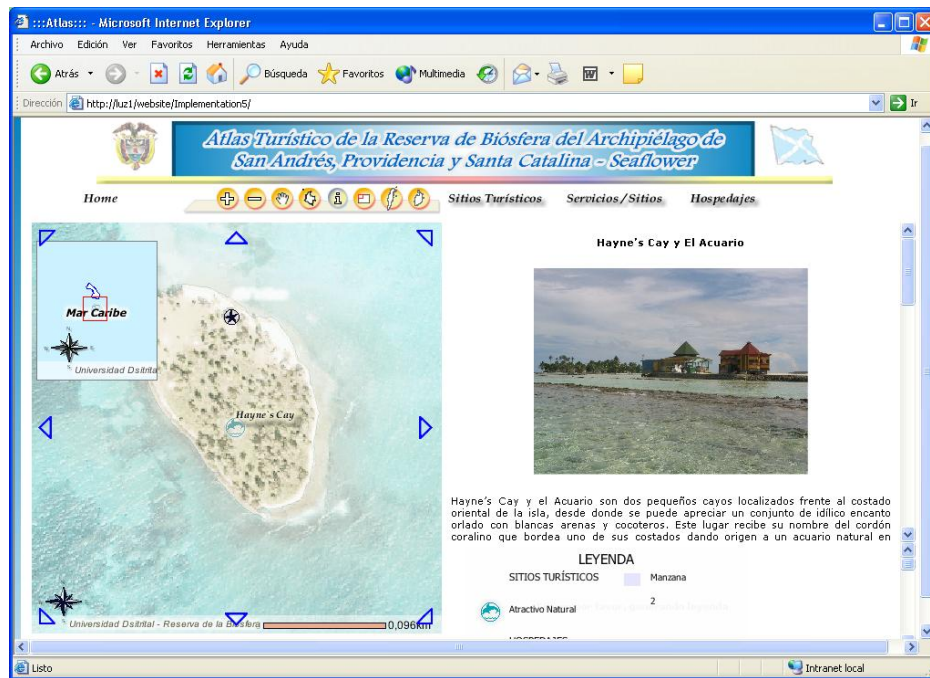 :::Atlas::: - Microsoft Internet Explorer
Archivo Edición Ver Favoritos Herramientas Ayuda
Atrás Búsqueda Favoritos Multimedia
Dirección http://luz1/website/Implementation5/ Ir
Atlas Turístico de la Reserva de Biósfera del Archipiélago de
San Andrés, Providencia y Santa Catalina - Seaflower
Home Sitios Turísticos Servicios/Sitios Hospedajes
Mar Caribe
Universidad Dsitrita
Hayne's Cay
Universidad Dsitrital - Reserva de la Biosfera 0,096km
Hayne's Cay y El Acuario
Hayne's Cay y el Acuario son dos pequeños cayos localizados frente al costado
oriental de la isla, desde donde se puede apreciar un conjunto de idílico encanto
orlado con blancas arenas y cocoteros. Este lugar recibe su nombre del cordón
coralino que bordea uno de sus costados dando origen a un acuario natural en
LEYENDA
SITIOS TURÍSTICOS Manzana
2
Atractivo Natural
HOSPEDAJES
Listo Intranet local